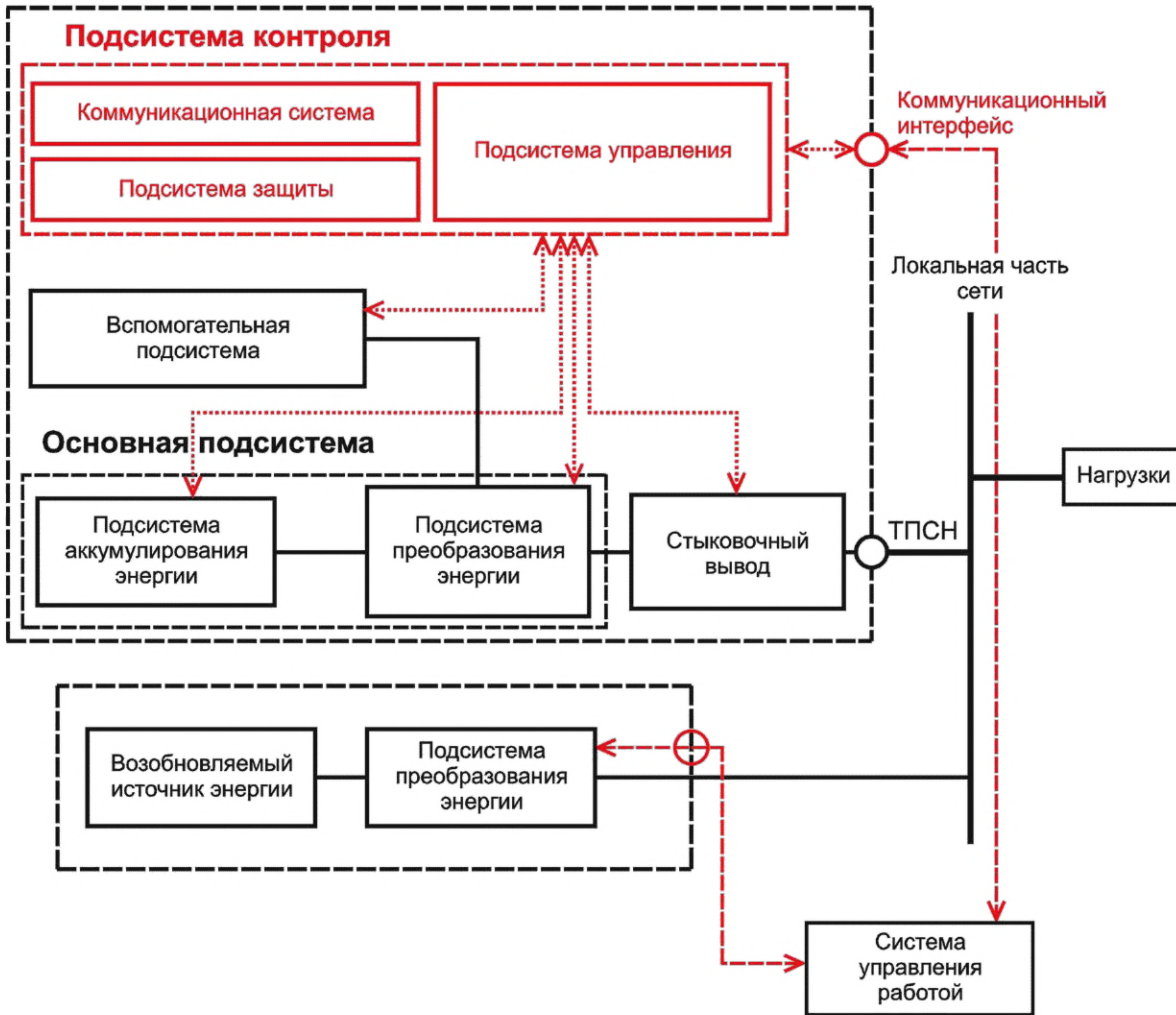 Подсистема контроля
Коммуникационная система
Подсистема защиты
Подсистема управления
Коммуникационный
интерфейс
Локальная часть
сети
Вспомогательная
подсистема
Основная подсистема
Подсистема
аккумулирования
энергии
Подсистема
преобразования
энергии
Стыковочный
вывод
ТПСН
Нагрузки
Возобновляемый
источник энергии
Подсистема
преобразования
энергии
Система
управления
работой